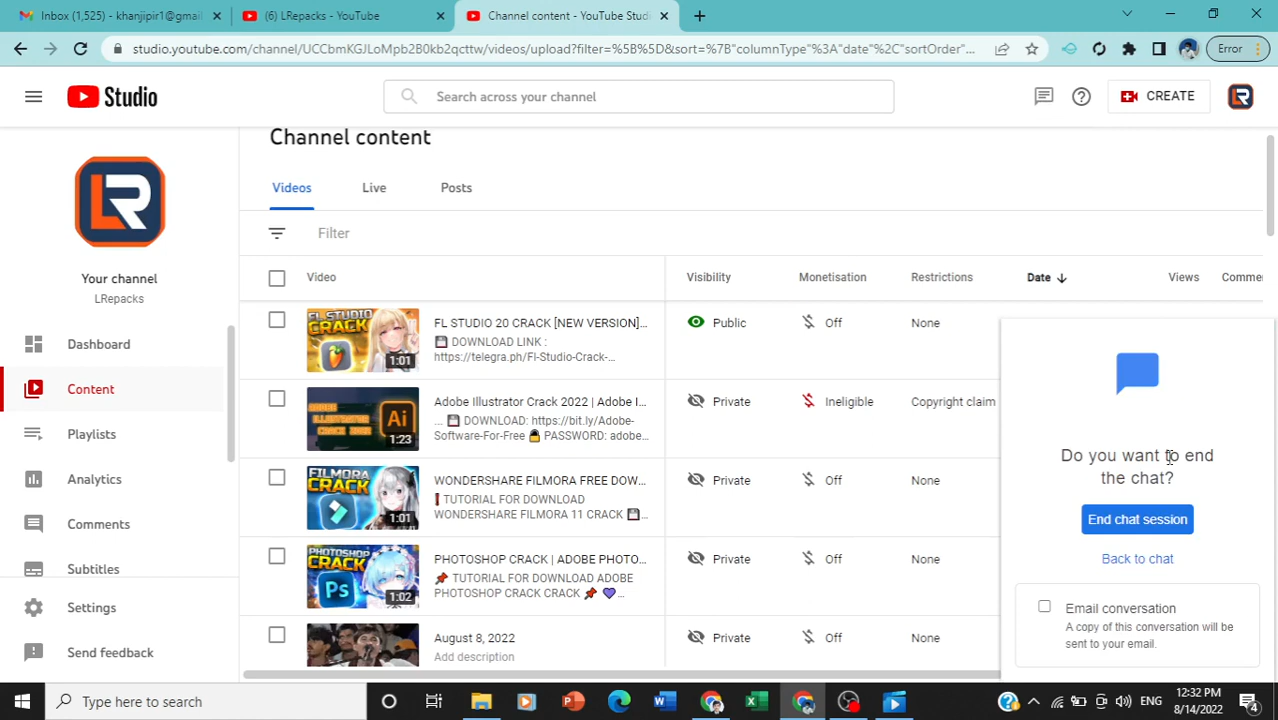 Inbox (1,525) - khanjipir1@gmail
LRepacks - YouTube
Channel content - YouTube Studi
studio.youtube.com/channel/UCCbmKGJLoMpb2B0kb2qcttw/videos/upload?filter=%5B%5D&sort=%7B"columnType"%3A"date"%2C"sortOrder"...
Error
Studio
Search across your channel
CREATE
LR
Your channel
LRepacks
Dashboard
Content
Playlists
Analytics
Comments
Subtitles
Settings
Send feedback
Channel content
Videos Live Posts
Filter
Video Visibility Monetisation Restrictions Date Views Comme
FL STUDIO CRACK
1:01
FL STUDIO 20 CRACK [NEW VERSION]...
💾 DOWNLOAD LINK :
https://telegra.ph/Fl-Studio-Crack-...
Public Off None
ADOBE ILLUSTRATOR CRACK 2022
Ai
1:23
Adobe Illustrator Crack 2022 | Adobe I...
... 💾 DOWNLOAD: https://bit.ly/Adobe-
Software-For-Free 🔒 PASSWORD: adobe...
Private Ineligible Copyright claim
FILMORA CRACK
1:01
WONDERSHARE FILMORA FREE DOW...
❗ TUTORIAL FOR DOWNLOAD
WONDERSHARE FILMORA 11 CRACK 💾...
Private Off None
PHOTOSHOP CRACK
Ps
1:02
PHOTOSHOP CRACK | ADOBE PHOTO...
📌 TUTORIAL FOR DOWNLOAD ADOBE
PHOTOSHOP CRACK CRACK 📌 💜...
Private Off None
August 8, 2022
Add description
Private Off None
Do you want to end
the chat?
End chat session
Back to chat
Email conversation
A copy of this conversation will be
sent to your email.
Type here to search
ENG
12:32 PM
8/14/2022
4